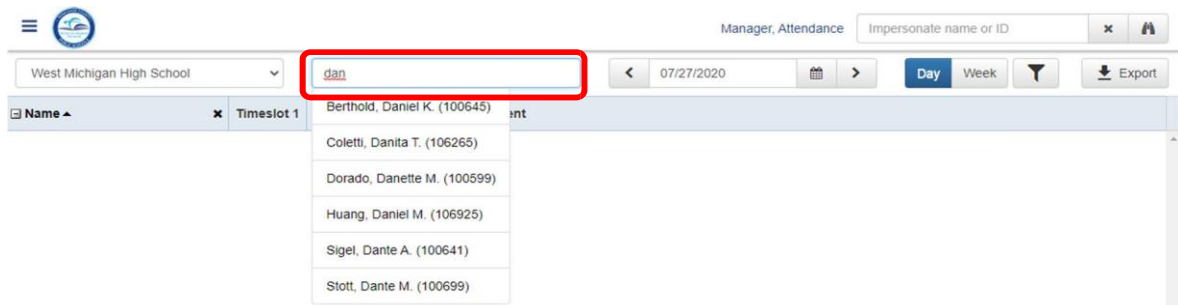 Manager, Attendance Impersonate name or ID
West Michigan High School dan 07/27/2020 Day Week Export
Name Timeslot 1 ent
Berthold, Daniel K. (100645)
Coletti, Danita T. (106265)
Dorado, Danette M. (100599)
Huang, Daniel M. (106925)
Sigel, Dante A. (100641)
Stott, Dante M. (100699)